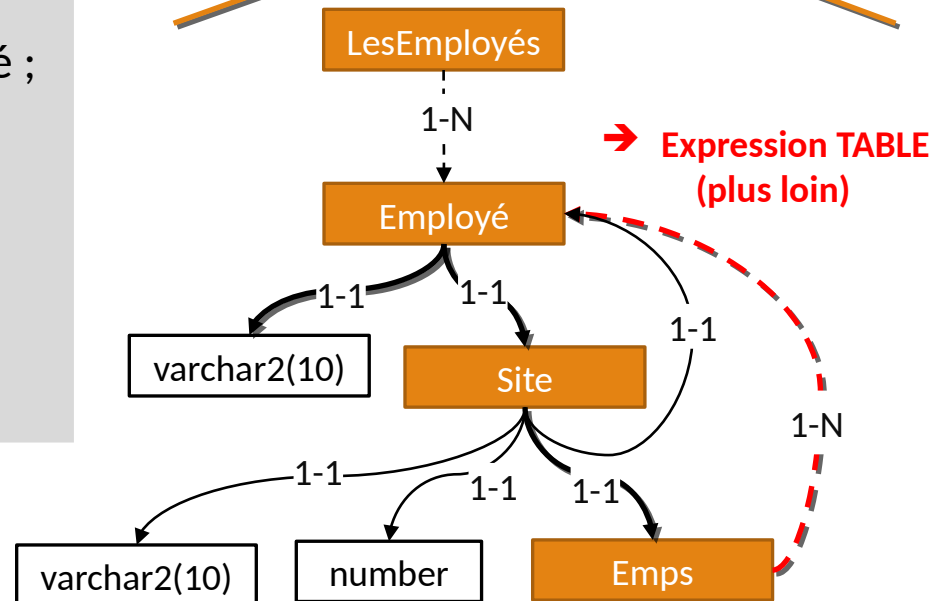 LesEmployés
é ;
1-N
Expression TABLE
(plus loin)
Employé
1-1
1-1
1-1
varchar2(10)
Site
1-N
1-1
1-1
1-1
varchar2(10)
number
Emps